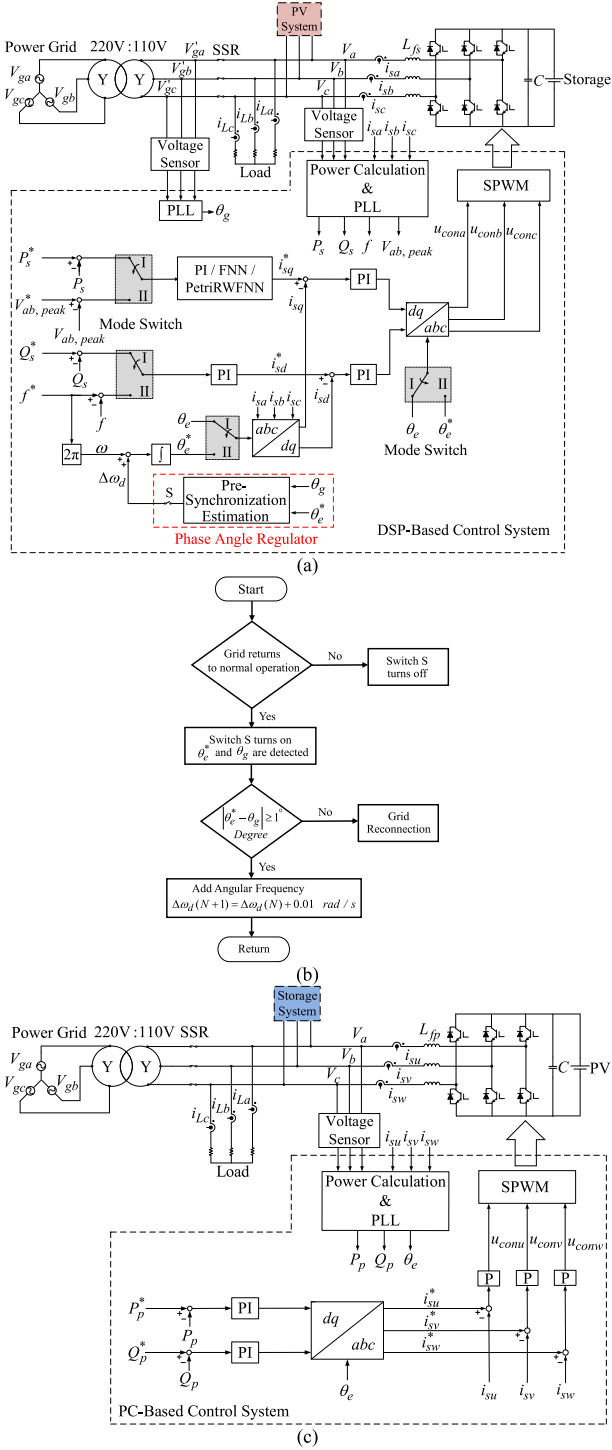 PV
System
Power Grid 220V : 110V
V'ga SSR
V'gb
V'gc
Vga
Vgc Vgb
Y Y
Va
Vb
Vc
Lfs
isa
isb
isc
C Storage
iLc iLb iLa
Load
Voltage
Sensor
Voltage
Sensor
isa isb isc
PLL θg
Power Calculation
&
PLL
SPWM
Ps Qs f Vab, peak
ucona uconb uconc
Ps*
+ −
Ps
I
II
PI / FNN /
PetriRWFNN
isq*
+ −
isq
PI
Vab, peak*
+ −
Vab, peak
Mode Switch
dq
abc
Qs*
+ −
Qs
I
II
PI
isd*
+ −
isd
PI
I II
θe θe*
Mode Switch
f*
+ −
f
isa isb isc
θe I
θe* II
abc
dq
2π ω
+ +
∫
Δωd
S
Pre-
Synchronization
Estimation
θg
θe*
Phase Angle Regulator
DSP-Based Control System
(a)
Start
Grid returns
to normal operation
No
Switch S
turns off
Yes
Switch S turns on
θe* and θg are detected
|θe* − θg| ≥ 1°
Degree
No
Grid
Reconnection
Yes
Add Angular Frequency
Δωd (N+1) = Δωd (N) + 0.01 rad / s
Return
(b)
Storage
System
Power Grid 220V : 110V SSR
Vga
Vgc Vgb
Y Y
Va
Vb
Vc
Lfp
isu
isv
isw
C PV
iLc iLb iLa
Load
Voltage
Sensor
isu isv isw
Power Calculation
&
PLL
SPWM
Pp Qp θe
uconu uconv uconw
P P P
Pp*
+ −
Pp
PI
dq
abc
isu*
isv*
isw*
+ −
+ −
+ −
Qp*
+ −
Qp
PI
θe
isu isv isw
PC-Based Control System
(c)